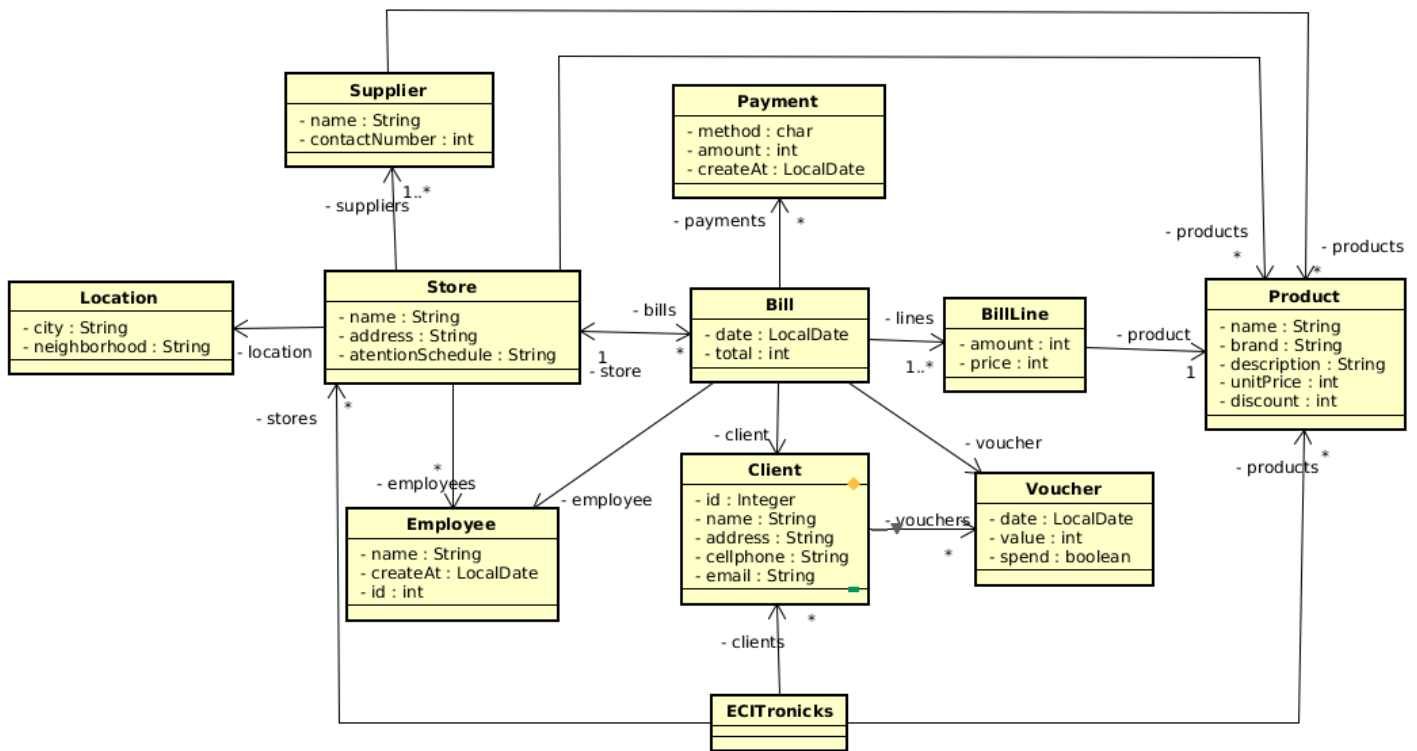 Supplier
- name : String
- contactNumber : int
Payment
- method : char
- amount : int
- createAt : LocalDate
1..*
- suppliers
- payments
*
- products
*
- products
*
Location
- city : String
- neighborhood : String
- location
Store
- name : String
- address : String
- atentionSchedule : String
- bills
*
1
- store
Bill
- date : LocalDate
- total : int
- lines
1..*
BillLine
- amount : int
- price : int
- product
1
Product
- name : String
- brand : String
- description : String
- unitPrice : int
- discount : int
- stores
*
*
- employees
- employee
- client
- voucher
*
- products
Employee
- name : String
- createAt : LocalDate
- id : int
Client
- id : Integer
- name : String
- address : String
- cellphone : String
- email : String
- vouchers
*
Voucher
- date : LocalDate
- value : int
- spend : boolean
*
- clients
ECITronicks